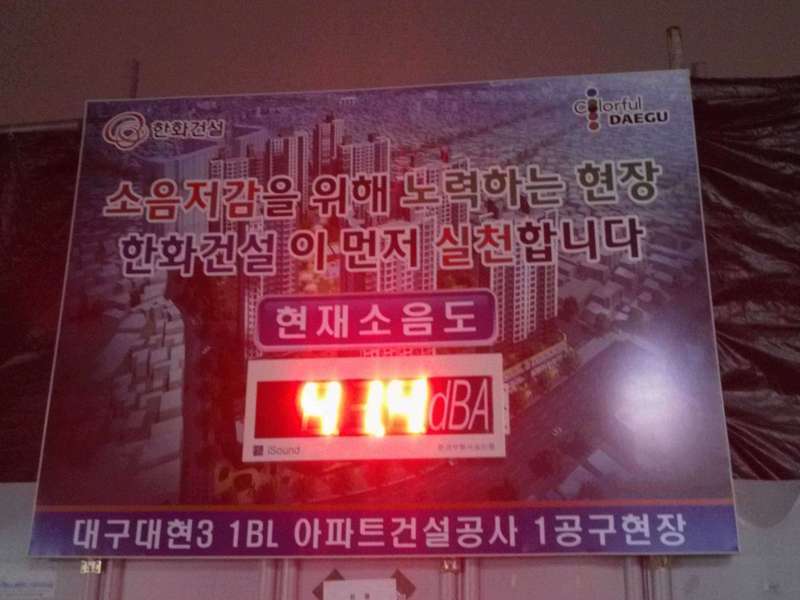 한화건설
Colorful
DAEGU
소음저감을 위해 노력하는 현장
한화건설 이 먼저 실천합니다
현재소음도
41.4 dBA
iSound
대구대현3 1BL 아파트건설공사 1공구현장